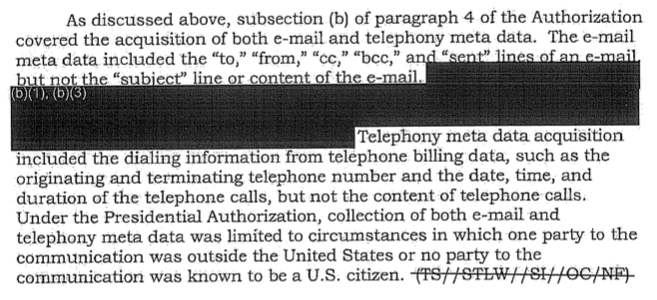 As discussed above, subsection (b) of paragraph 4 of the Authorization
covered the acquisition of both e-mail and telephony meta data.  The e-mail
meta data included the “to,” “from,” “cc,” “bcc,” and “sent” lines of an e-mail,
but not the “subject” line or content of the e-mail.
(b)(1), (b)(3)
Telephony meta data acquisition
included the dialing information from telephone billing data, such as the
originating and terminating telephone number and the date, time, and
duration of the telephone calls, but not the content of telephone calls.
Under the Presidential Authorization, collection of both e-mail and
telephony meta data was limited to circumstances in which one party to the
communication was outside the United States or no party to the
communication was known to be a U.S. citizen.  (TS//STLW//SI//OC/NF)